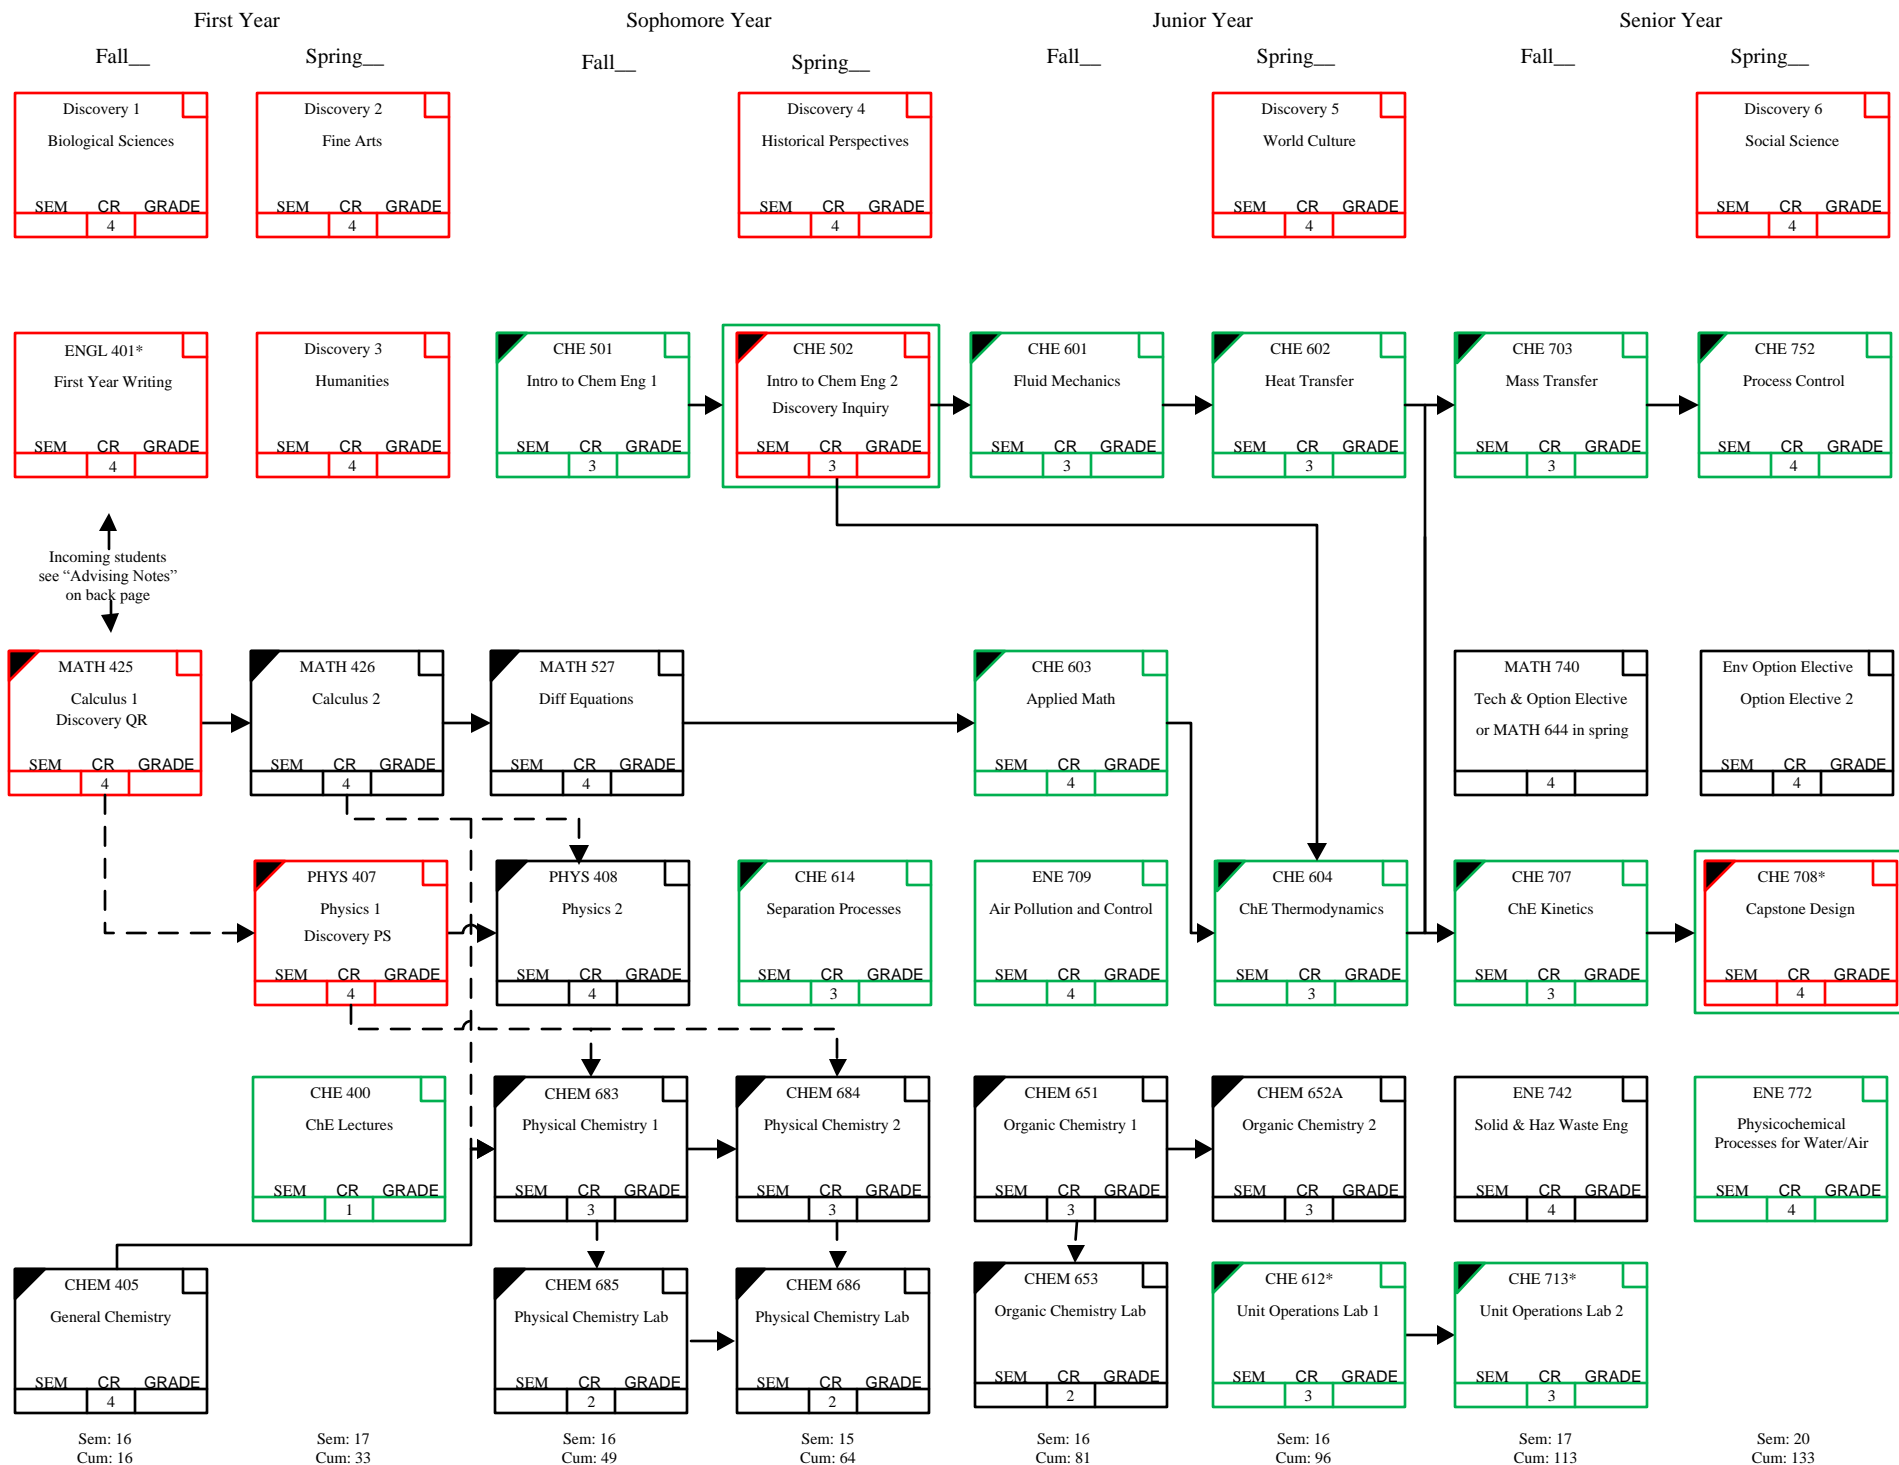 First Year
Sophomore Year
Junior Year
Senior Year
Fall__
Spring__
Fall__
Spring__
Fall__
Spring__
Fall__
Spring__
Discovery 1
Biological Sciences
SEM CR GRADE
4
Discovery 2
Fine Arts
SEM CR GRADE
4
Discovery 4
Historical Perspectives
SEM CR GRADE
4
Discovery 5
World Culture
SEM CR GRADE
4
Discovery 6
Social Science
SEM CR GRADE
4
ENGL 401*
First Year Writing
SEM CR GRADE
4
Discovery 3
Humanities
SEM CR GRADE
4
CHE 501
Intro to Chem Eng 1
SEM CR GRADE
3
CHE 502
Intro to Chem Eng 2
Discovery Inquiry
SEM CR GRADE
3
CHE 601
Fluid Mechanics
SEM CR GRADE
3
CHE 602
Heat Transfer
SEM CR GRADE
3
CHE 703
Mass Transfer
SEM CR GRADE
3
CHE 752
Process Control
SEM CR GRADE
4
Incoming students
see “Advising Notes”
on back page
MATH 425
Calculus 1
Discovery QR
SEM CR GRADE
4
MATH 426
Calculus 2
SEM CR GRADE
4
MATH 527
Diff Equations
SEM CR GRADE
4
CHE 603
Applied Math
SEM CR GRADE
4
MATH 740
Tech & Option Elective
or MATH 644 in spring
4
Env Option Elective
Option Elective 2
SEM CR GRADE
4
PHYS 407
Physics 1
Discovery PS
SEM CR GRADE
4
PHYS 408
Physics 2
SEM CR GRADE
4
CHE 614
Separation Processes
SEM CR GRADE
3
ENE 709
Air Pollution and Control
SEM CR GRADE
4
CHE 604
ChE Thermodynamics
SEM CR GRADE
3
CHE 707
ChE Kinetics
SEM CR GRADE
3
CHE 708*
Capstone Design
SEM CR GRADE
4
CHE 400
ChE Lectures
SEM CR GRADE
1
CHEM 683
Physical Chemistry 1
SEM CR GRADE
3
CHEM 684
Physical Chemistry 2
SEM CR GRADE
3
CHEM 651
Organic Chemistry 1
SEM CR GRADE
3
CHEM 652A
Organic Chemistry 2
SEM CR GRADE
3
ENE 742
Solid & Haz Waste Eng
SEM CR GRADE
4
ENE 772
Physicochemical
Processes for Water/Air
SEM CR GRADE
4
CHEM 405
General Chemistry
SEM CR GRADE
4
CHEM 685
Physical Chemistry Lab
SEM CR GRADE
2
CHEM 686
Physical Chemistry Lab
SEM CR GRADE
2
CHEM 653
Organic Chemistry Lab
SEM CR GRADE
2
CHE 612*
Unit Operations Lab 1
SEM CR GRADE
3
CHE 713*
Unit Operations Lab 2
SEM CR GRADE
3
Sem: 16
Cum: 16
Sem: 17
Cum: 33
Sem: 16
Cum: 49
Sem: 15
Cum: 64
Sem: 16
Cum: 81
Sem: 16
Cum: 96
Sem: 17
Cum: 113
Sem: 20
Cum: 133